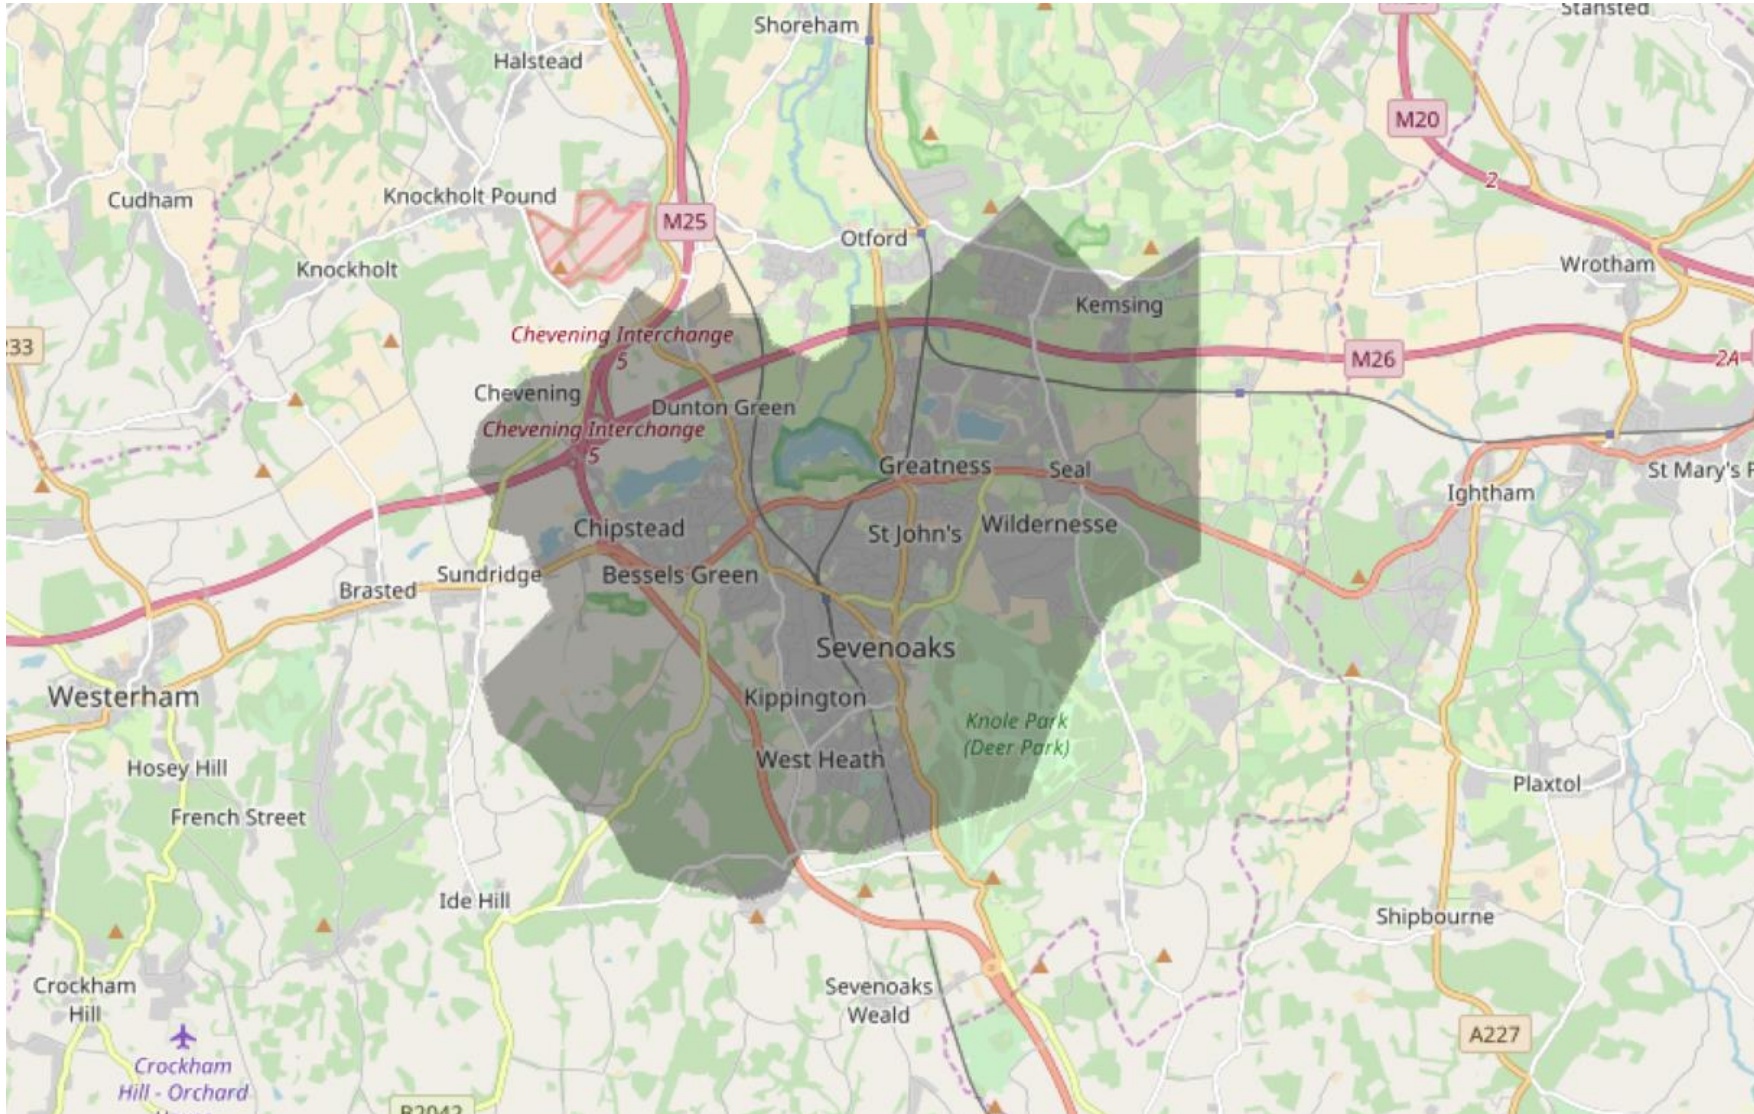 Stansted
Shoreham
Halstead
M20
2
Cudham
Knockholt Pound
M25
Otford
Knockholt
Wrotham
Kemsing
Chevening Interchange
5
233
M26
2A
Chevening
Dunton Green
Chevening Interchange
5
Greatness
Seal
St Mary's P
Ightham
Chipstead
St John's
Wildernesse
Sundridge
Bessels Green
Brasted
Sevenoaks
Westerham
Kippington
Knole Park
(Deer Park)
West Heath
Hosey Hill
Plaxtol
French Street
Ide Hill
Shipbourne
Crockham
Hill
Sevenoaks
Weald
A227
Crockham
Hill - Orchard
B2042